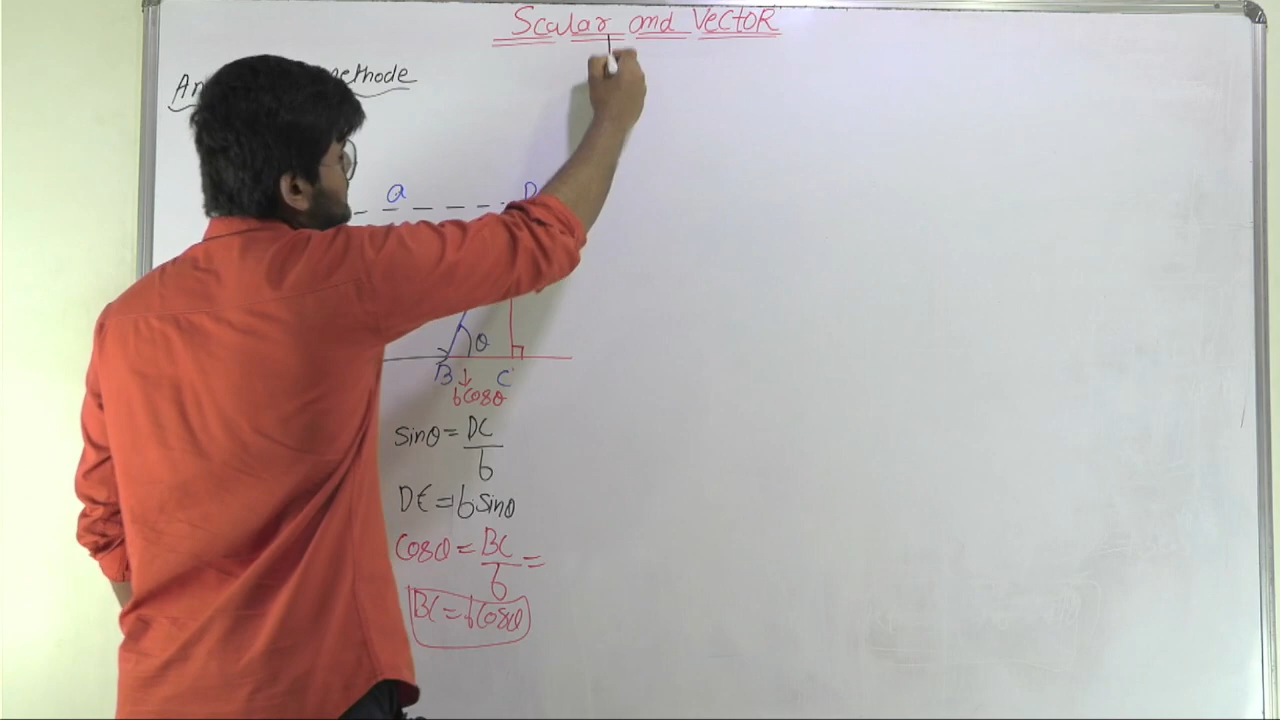 Scalar and VectoR
methode
a
θ
B C
bCosθ
sinθ = DC/b
DC = b sinθ
Cosθ = BC/b =
BC = bCosθ